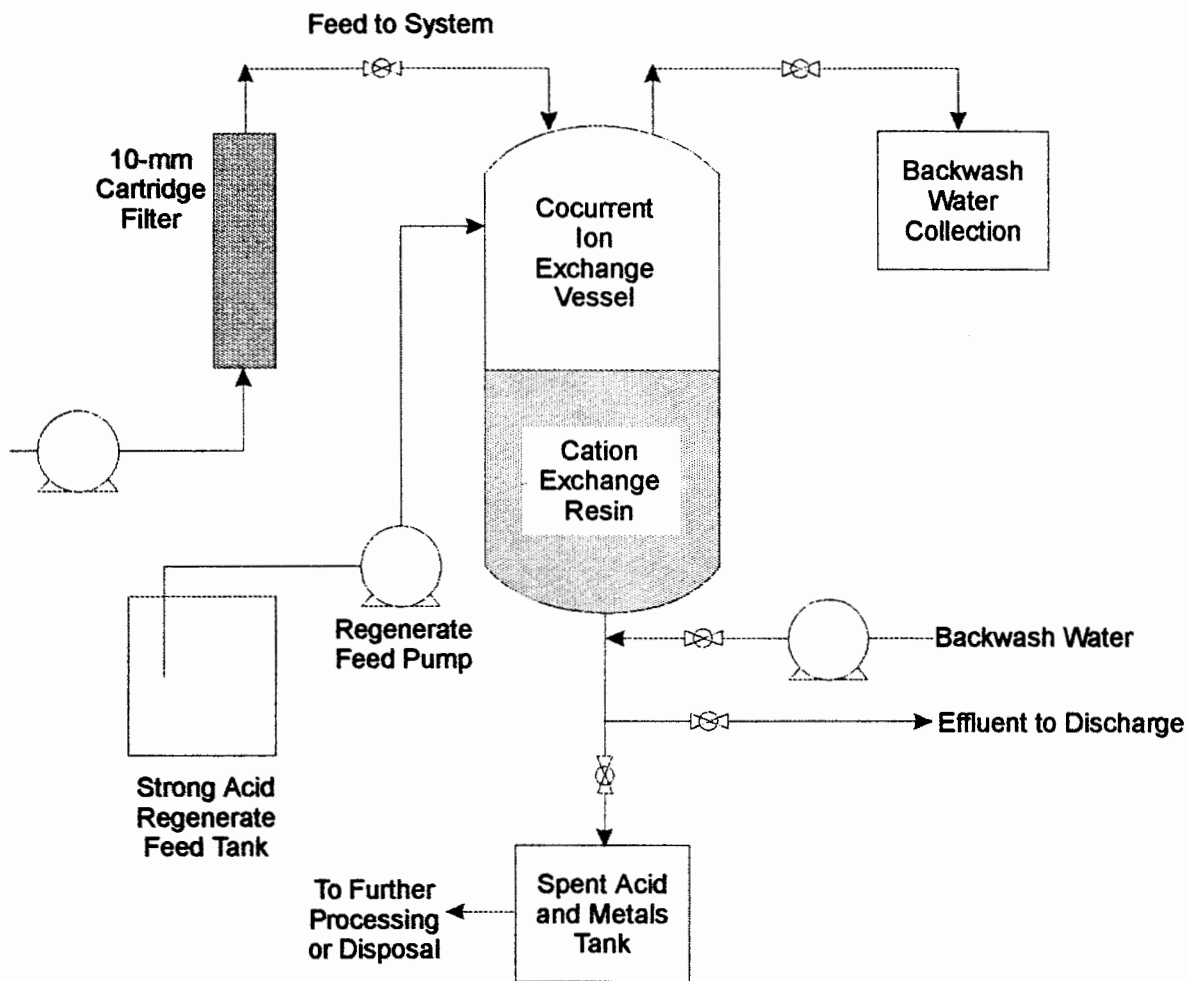 Feed to System
10-mm
Cartridge
Filter
Cocurrent
Ion
Exchange
Vessel
Backwash
Water
Collection
Cation
Exchange
Resin
Regenerate
Feed Pump
Backwash Water
Effluent to Discharge
Strong Acid
Regenerate
Feed Tank
To Further
Processing
or Disposal
Spent Acid
and Metals
Tank